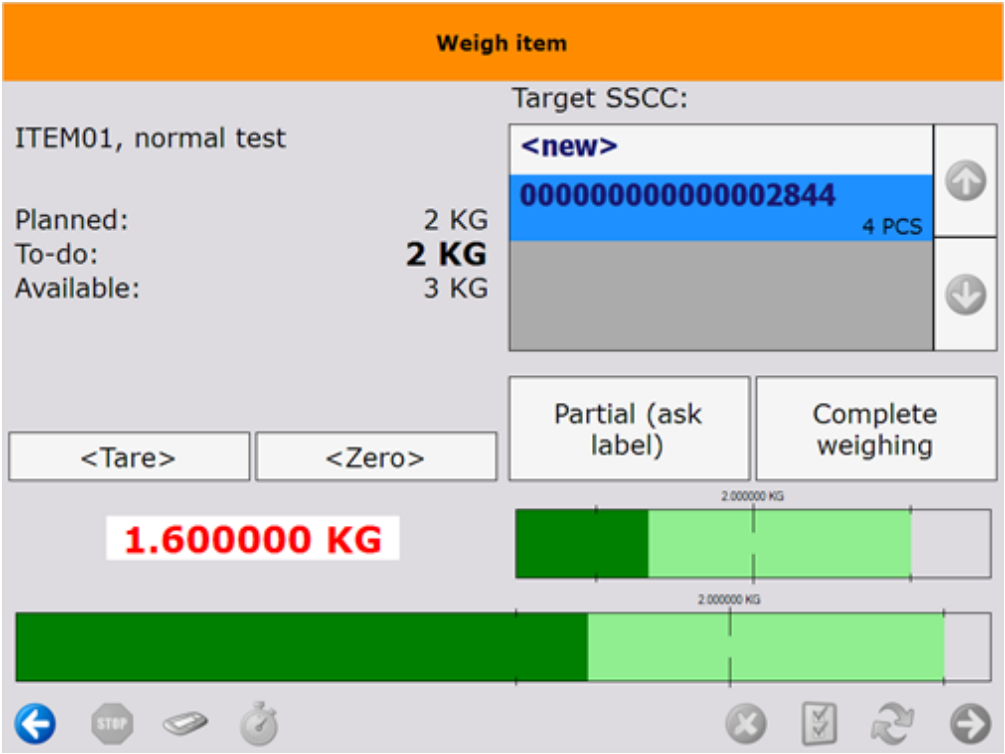 Weigh item
ITEM01, normal test
Planned: 2 KG
To-do: 2 KG
Available: 3 KG
Target SSCC:
<new>
000000000000002844
4 PCS
<Tare>
<Zero>
Partial (ask
label)
Complete
weighing
1.600000 KG
2.000000 KG
2.000000 KG
STOP